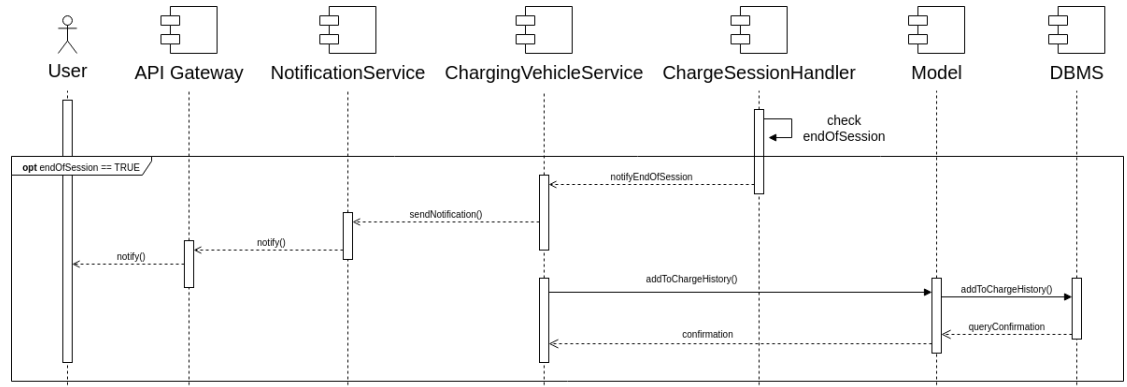 User
API Gateway
NotificationService
ChargingVehicleService
ChargeSessionHandler
Model
DBMS
check
endOfSession
opt endOfSession == TRUE
notifyEndOfSession
sendNotification()
notify()
notify()
addToChargeHistory()
addToChargeHistory()
queryConfirmation
confirmation